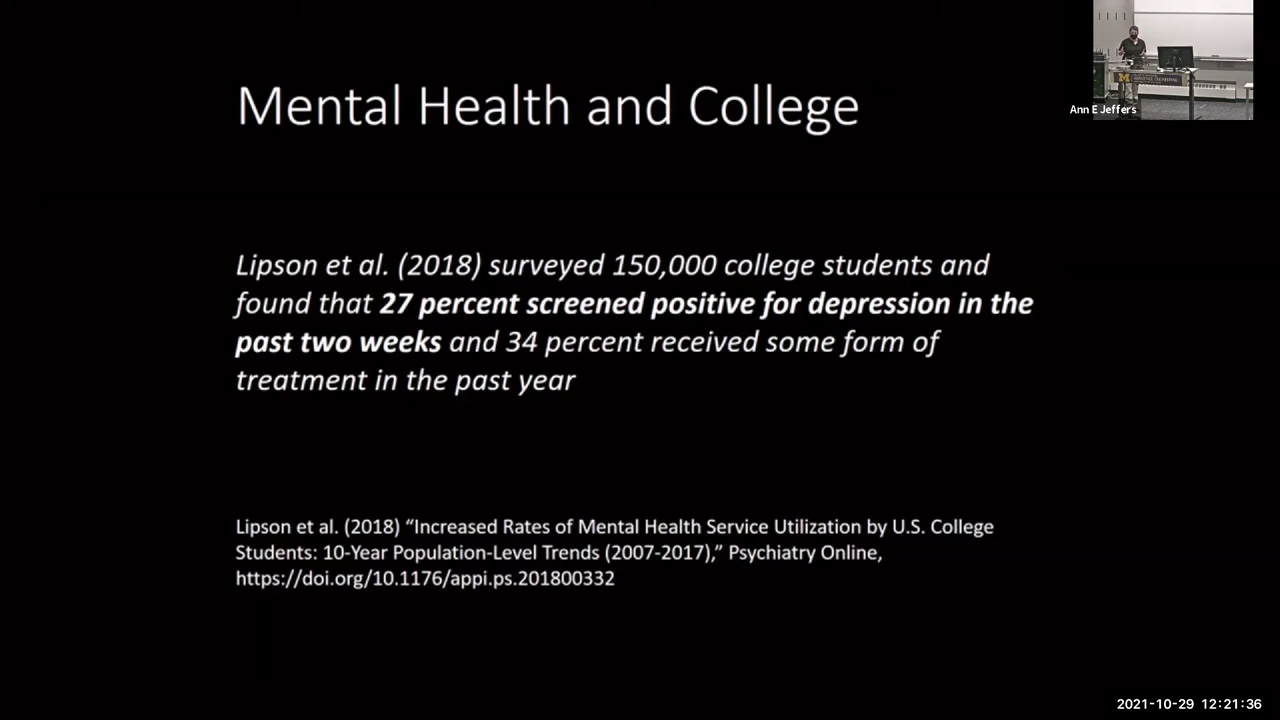 Mental Health and College
Ann E Jeffers
Lipson et al. (2018) surveyed 150,000 college students and
found that 27 percent screened positive for depression in the
past two weeks and 34 percent received some form of
treatment in the past year
Lipson et al. (2018) “Increased Rates of Mental Health Service Utilization by U.S. College
Students: 10-Year Population-Level Trends (2007-2017),” Psychiatry Online,
https://doi.org/10.1176/appi.ps.201800332
2021-10-29 12:21:36